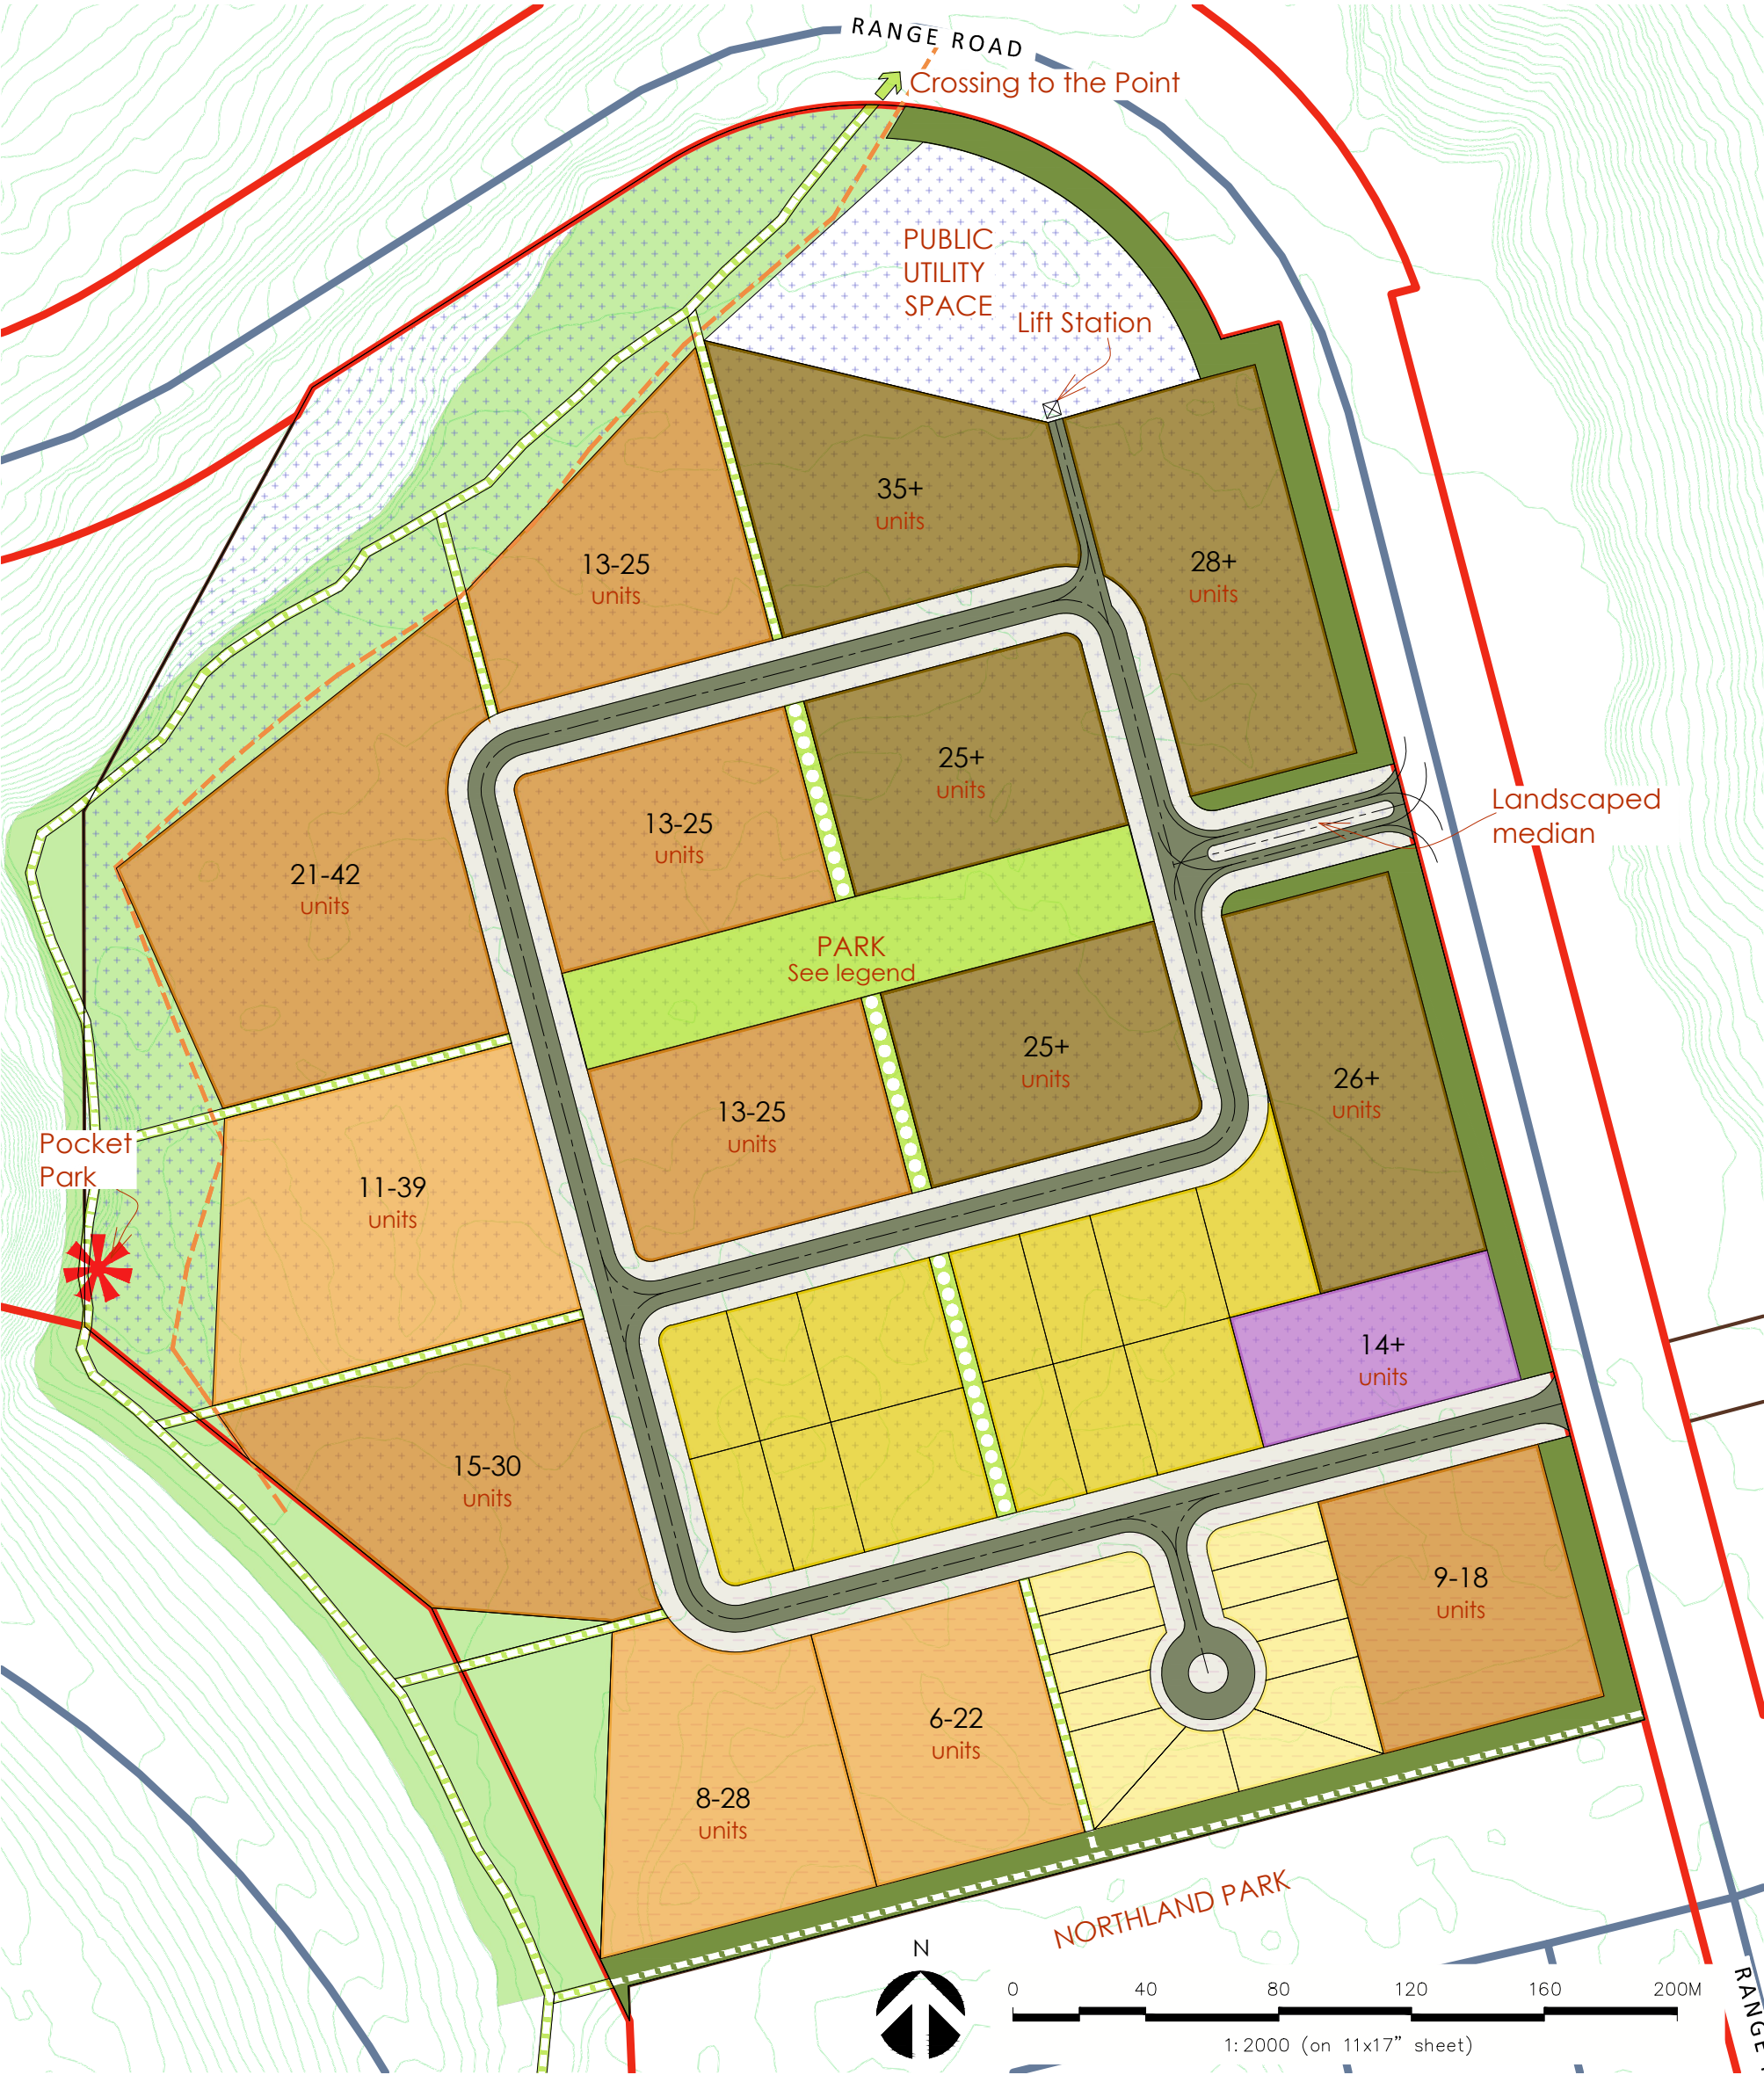 RANGE ROAD
Crossing to the Point
PUBLIC
UTILITY
SPACE
Lift Station
35+
units
28+
units
13-25
units
25+
units
13-25
units
Landscaped
median
21-42
units
PARK
See legend
25+
units
26+
units
13-25
units
Pocket
Park
11-39
units
14+
units
15-30
units
9-18
units
6-22
units
8-28
units
NORTHLAND PARK
N
0 40 80 120 160 200M
1:2000 (on 11x17" sheet)
RANGE